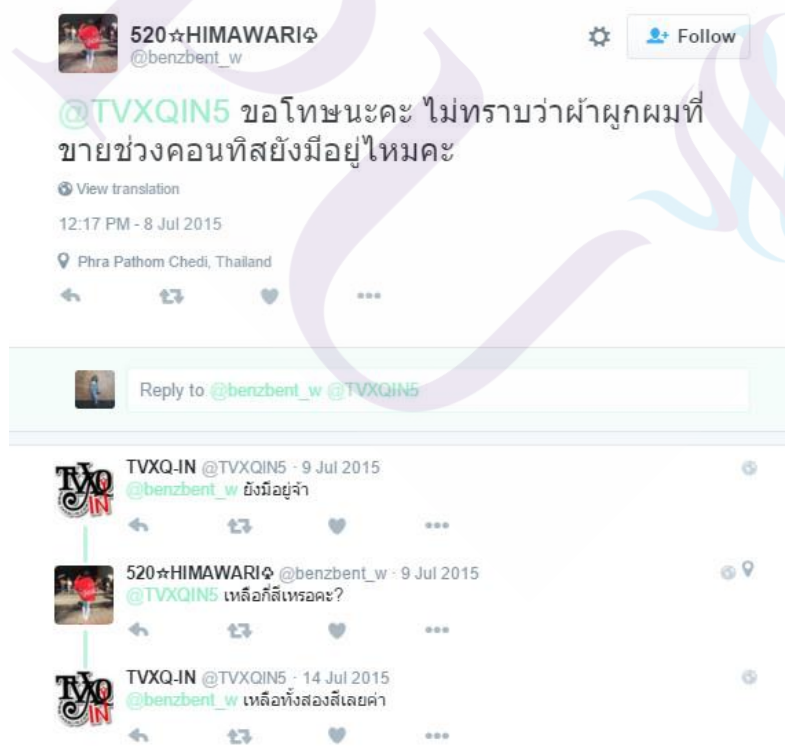 520☆HIMAWARI♧
@benzbent_w
Follow
@TVXQIN5 ขอโทษนะคะ ไม่ทราบว่าผ้าผูกผมที่
ขายช่วงคอนทิสยังมีอยู่ไหมคะ
View translation
12:17 PM - 8 Jul 2015
Phra Pathom Chedi, Thailand
Reply to @benzbent_w @TVXQIN5
TVXQ-IN @TVXQIN5 · 9 Jul 2015
@benzbent_w ยังมีอยู่จ้า
520☆HIMAWARI♧ @benzbent_w · 9 Jul 2015
@TVXQIN5 เหลือกี่สีเหรอคะ?
TVXQ-IN @TVXQIN5 · 14 Jul 2015
@benzbent_w เหลือทั้งสองสีเลยค่า
TVXQ
IN
TVXQ
IN